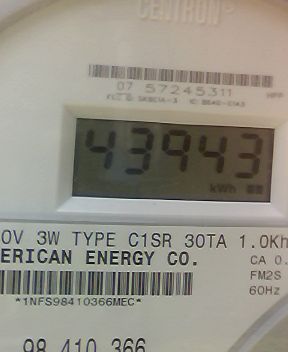 CENTRON®
07 57245311
43943
kWh
0V 3W TYPE C1SR 30TA 1.0Kh
ERICAN ENERGY CO.
CA 0.
FM2S
60Hz
*1NFS98410366MEC*
98 410 366